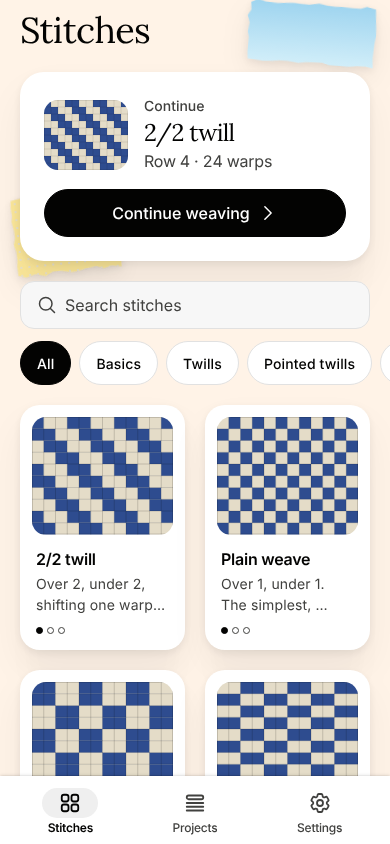 Stitches
Continue
2/2 twill
Row 4 · 24 warps
Continue weaving
Search stitches
All
Basics
Twills
Pointed twills
2/2 twill
Over 2, under 2,
shifting one warp...
Plain weave
Over 1, under 1.
The simplest, ...
Stitches
Projects
Settings